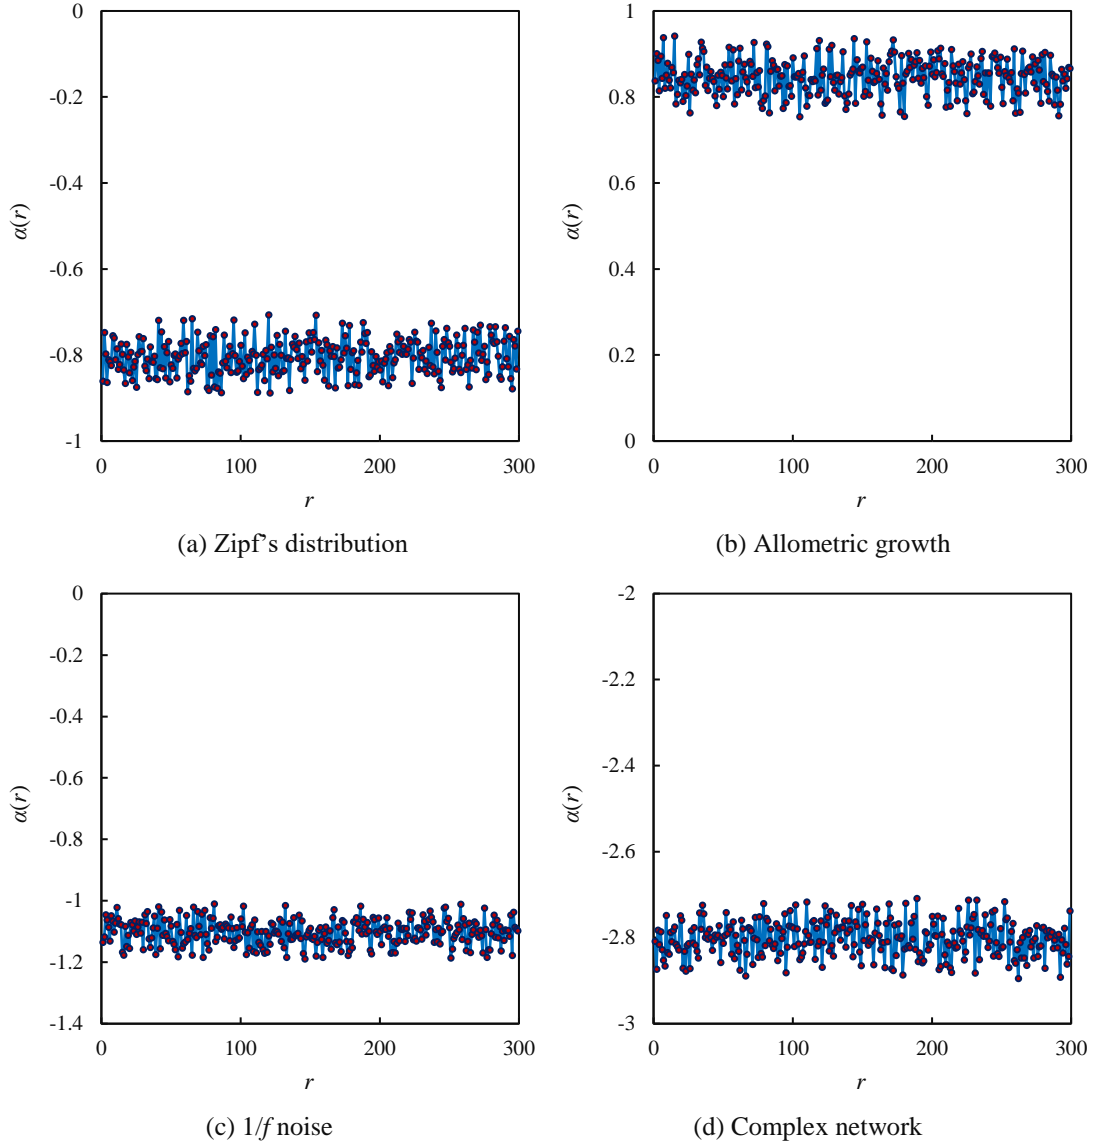 0
-0.2
-0.4
-0.6
-0.8
-1
α(r)
0 100 200 300
r
(a) Zipf’s distribution
1
0.8
0.6
0.4
0.2
0
α(r)
0 100 200 300
r
(b) Allometric growth
0
-0.2
-0.4
-0.6
-0.8
-1
-1.2
-1.4
α(r)
0 100 200 300
r
(c) 1/f noise
-2
-2.2
-2.4
-2.6
-2.8
-3
α(r)
0 100 200 300
r
(d) Complex network